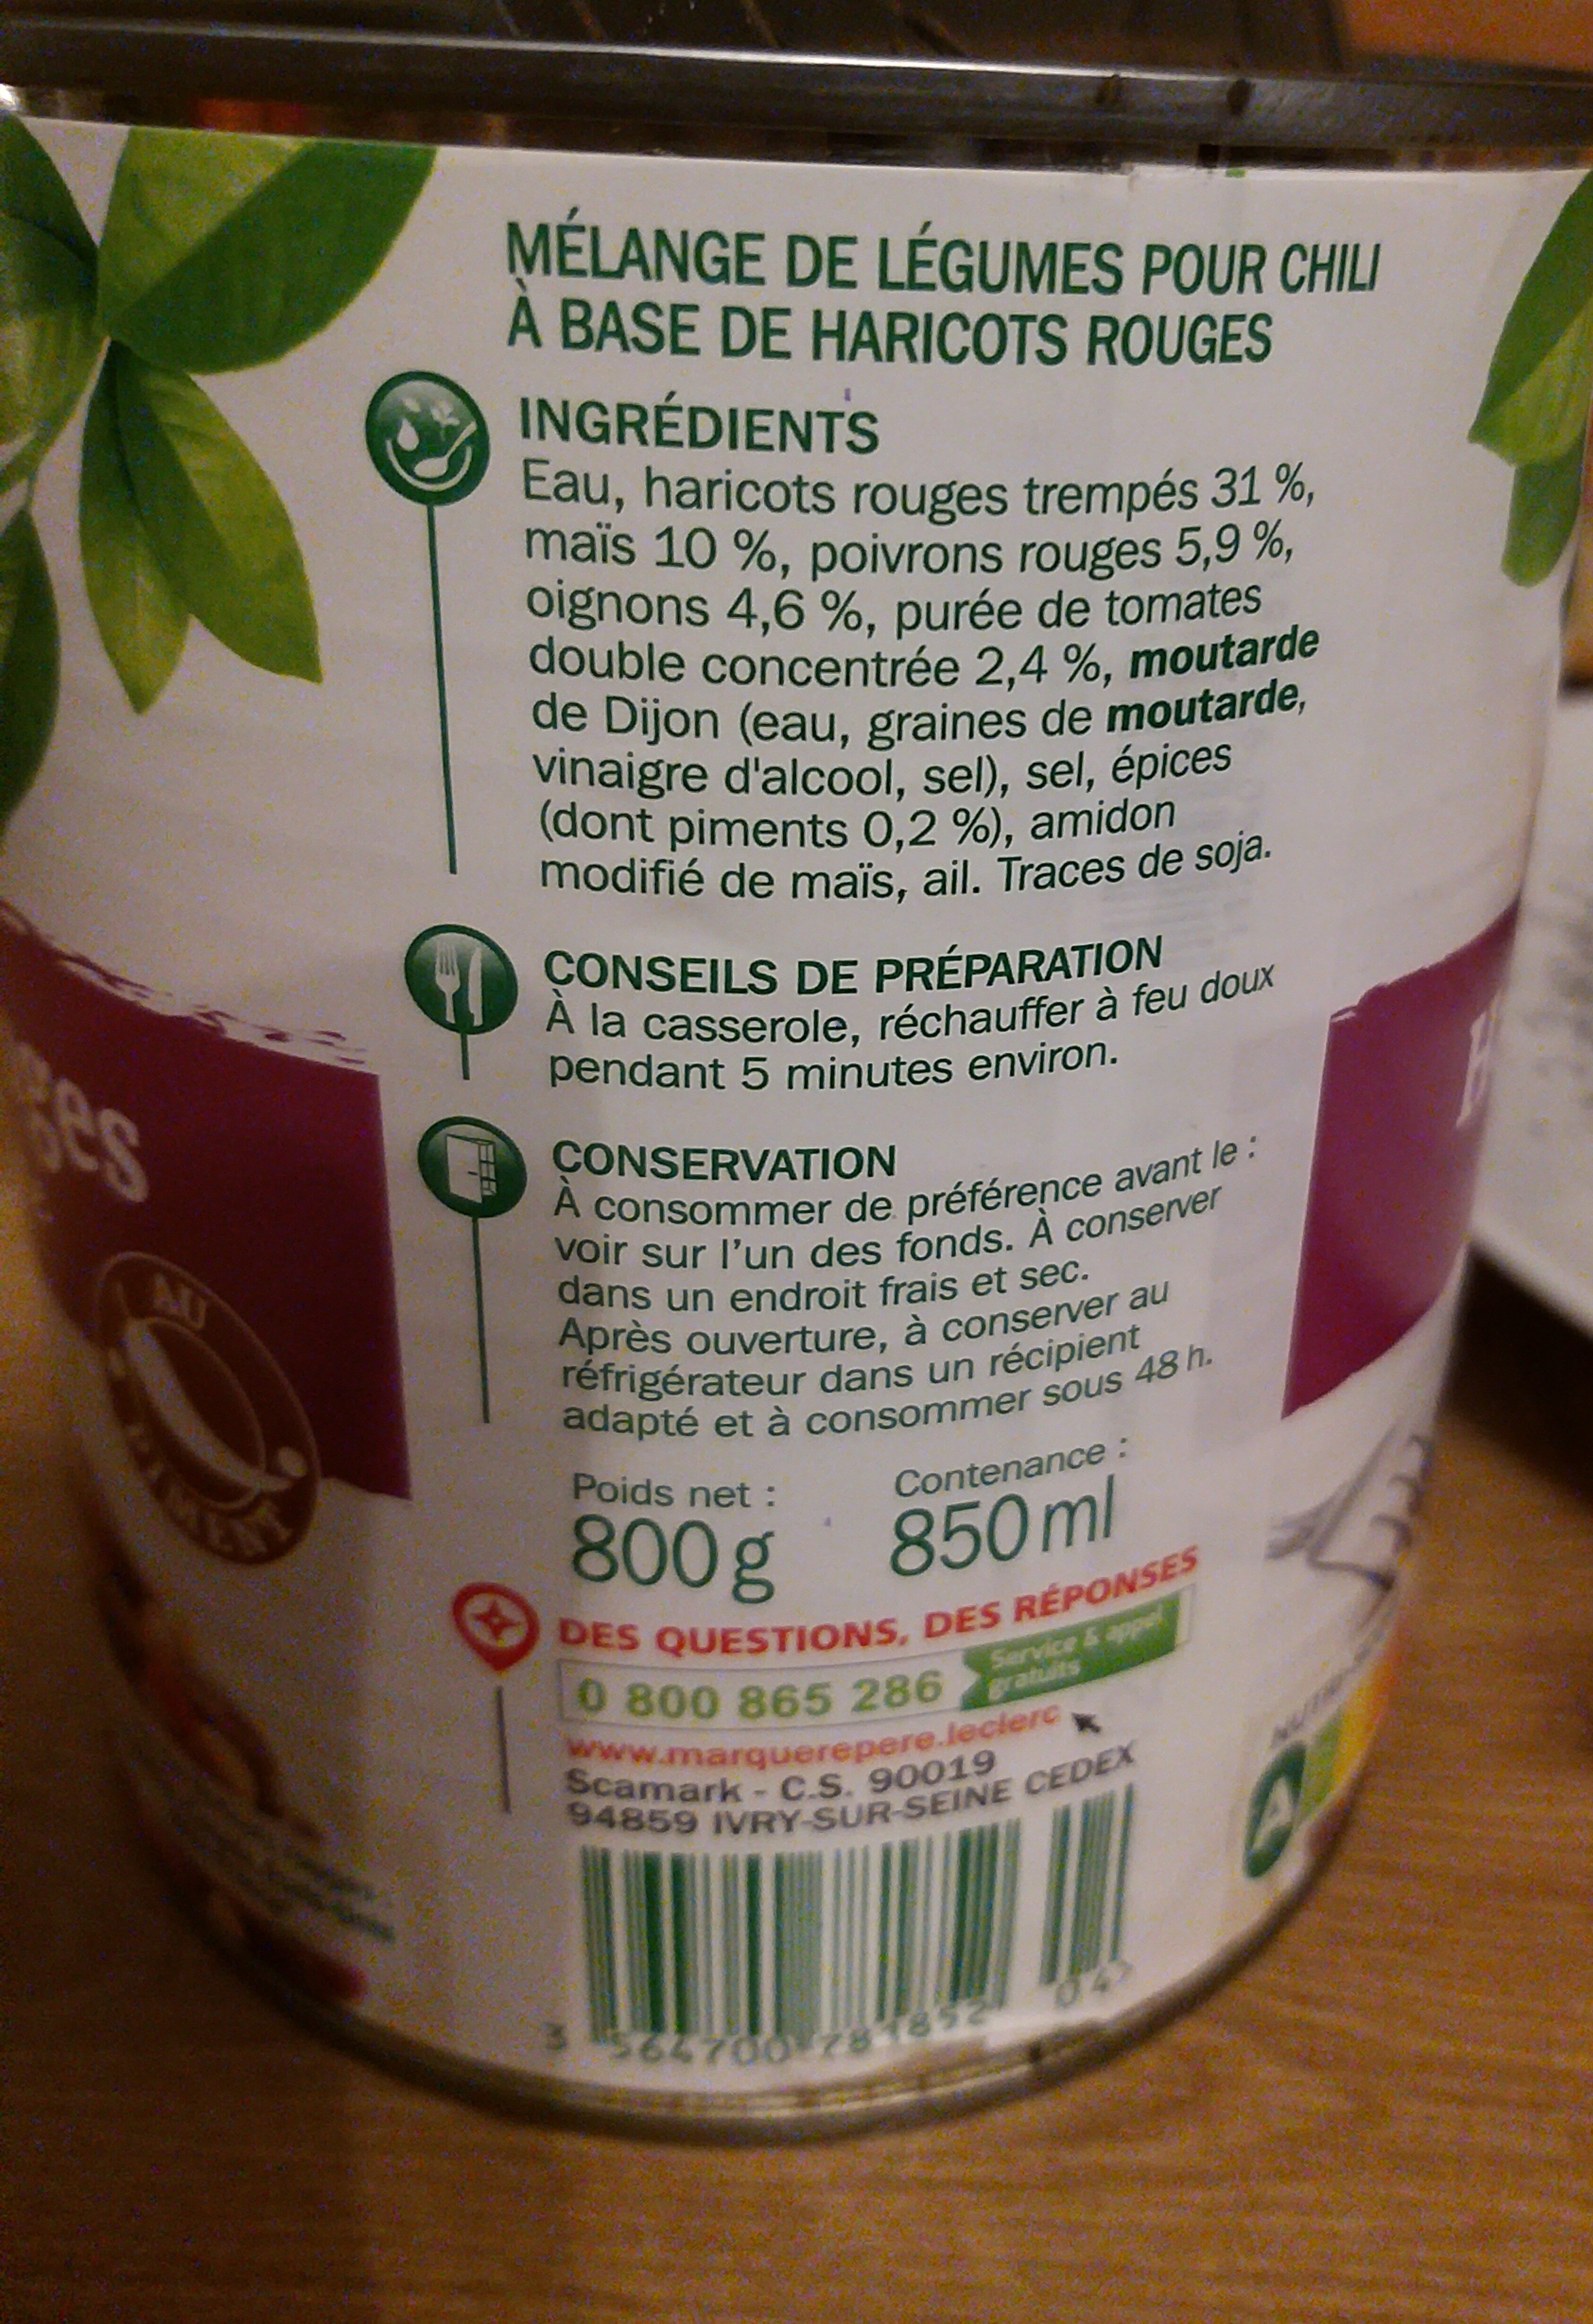 MÉLANGE DE LÉGUMES POUR CHILI
À BASE DE HARICOTS ROUGES
INGRÉDIENTS
Eau, haricots rouges trempés 31 %,
maïs 10 %, poivrons rouges 5,9 %,
oignons 4,6 %, purée de tomates
double concentrée 2,4 %, moutarde
de Dijon (eau, graines de moutarde,
vinaigre d'alcool, sel), sel, épices
(dont piments 0,2 %), amidon
modifié de maïs, ail. Traces de soja.
CONSEILS DE PRÉPARATION
À la casserole, réchauffer à feu doux
pendant 5 minutes environ.
CONSERVATION
À consommer de préférence avant le :
voir sur l'un des fonds. À conserver
dans un endroit frais et sec.
Après ouverture, à conserver au
réfrigérateur dans un récipient
adapté et à consommer sous 48 h.
Poids net :
800 g
Contenance :
850 ml
DES QUESTIONS, DES RÉPONSES
0 800 865 286
Service & appel
gratuits
www.marquerepere.leclerc
Scamark - C.S. 90019
94859 IVRY-SUR-SEINE CEDEX
3 564700 781852 04>
AU
PIMENT
A